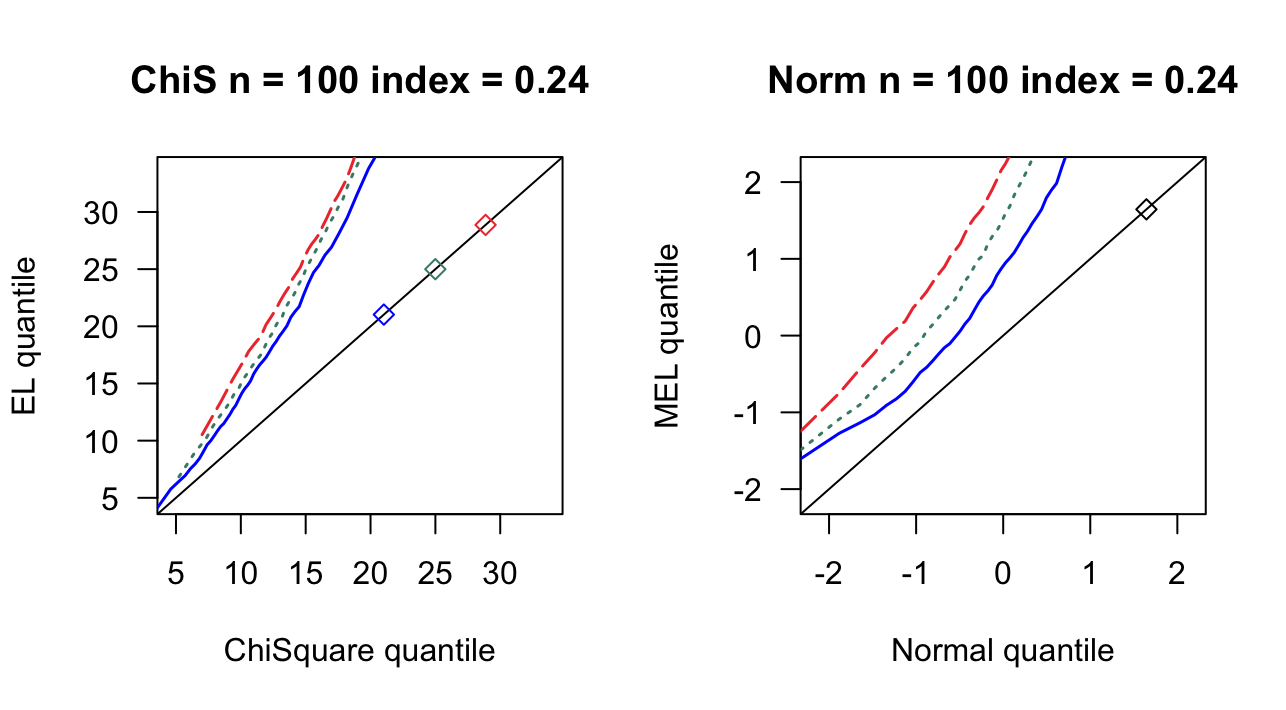 ChiS n = 100 index = 0.24
EL quantile
30
25
20
15
10
5
5 10 15 20 25 30
ChiSquare quantile
Norm n = 100 index = 0.24
MEL quantile
2
1
0
-1
-2
-2 -1 0 1 2
Normal quantile